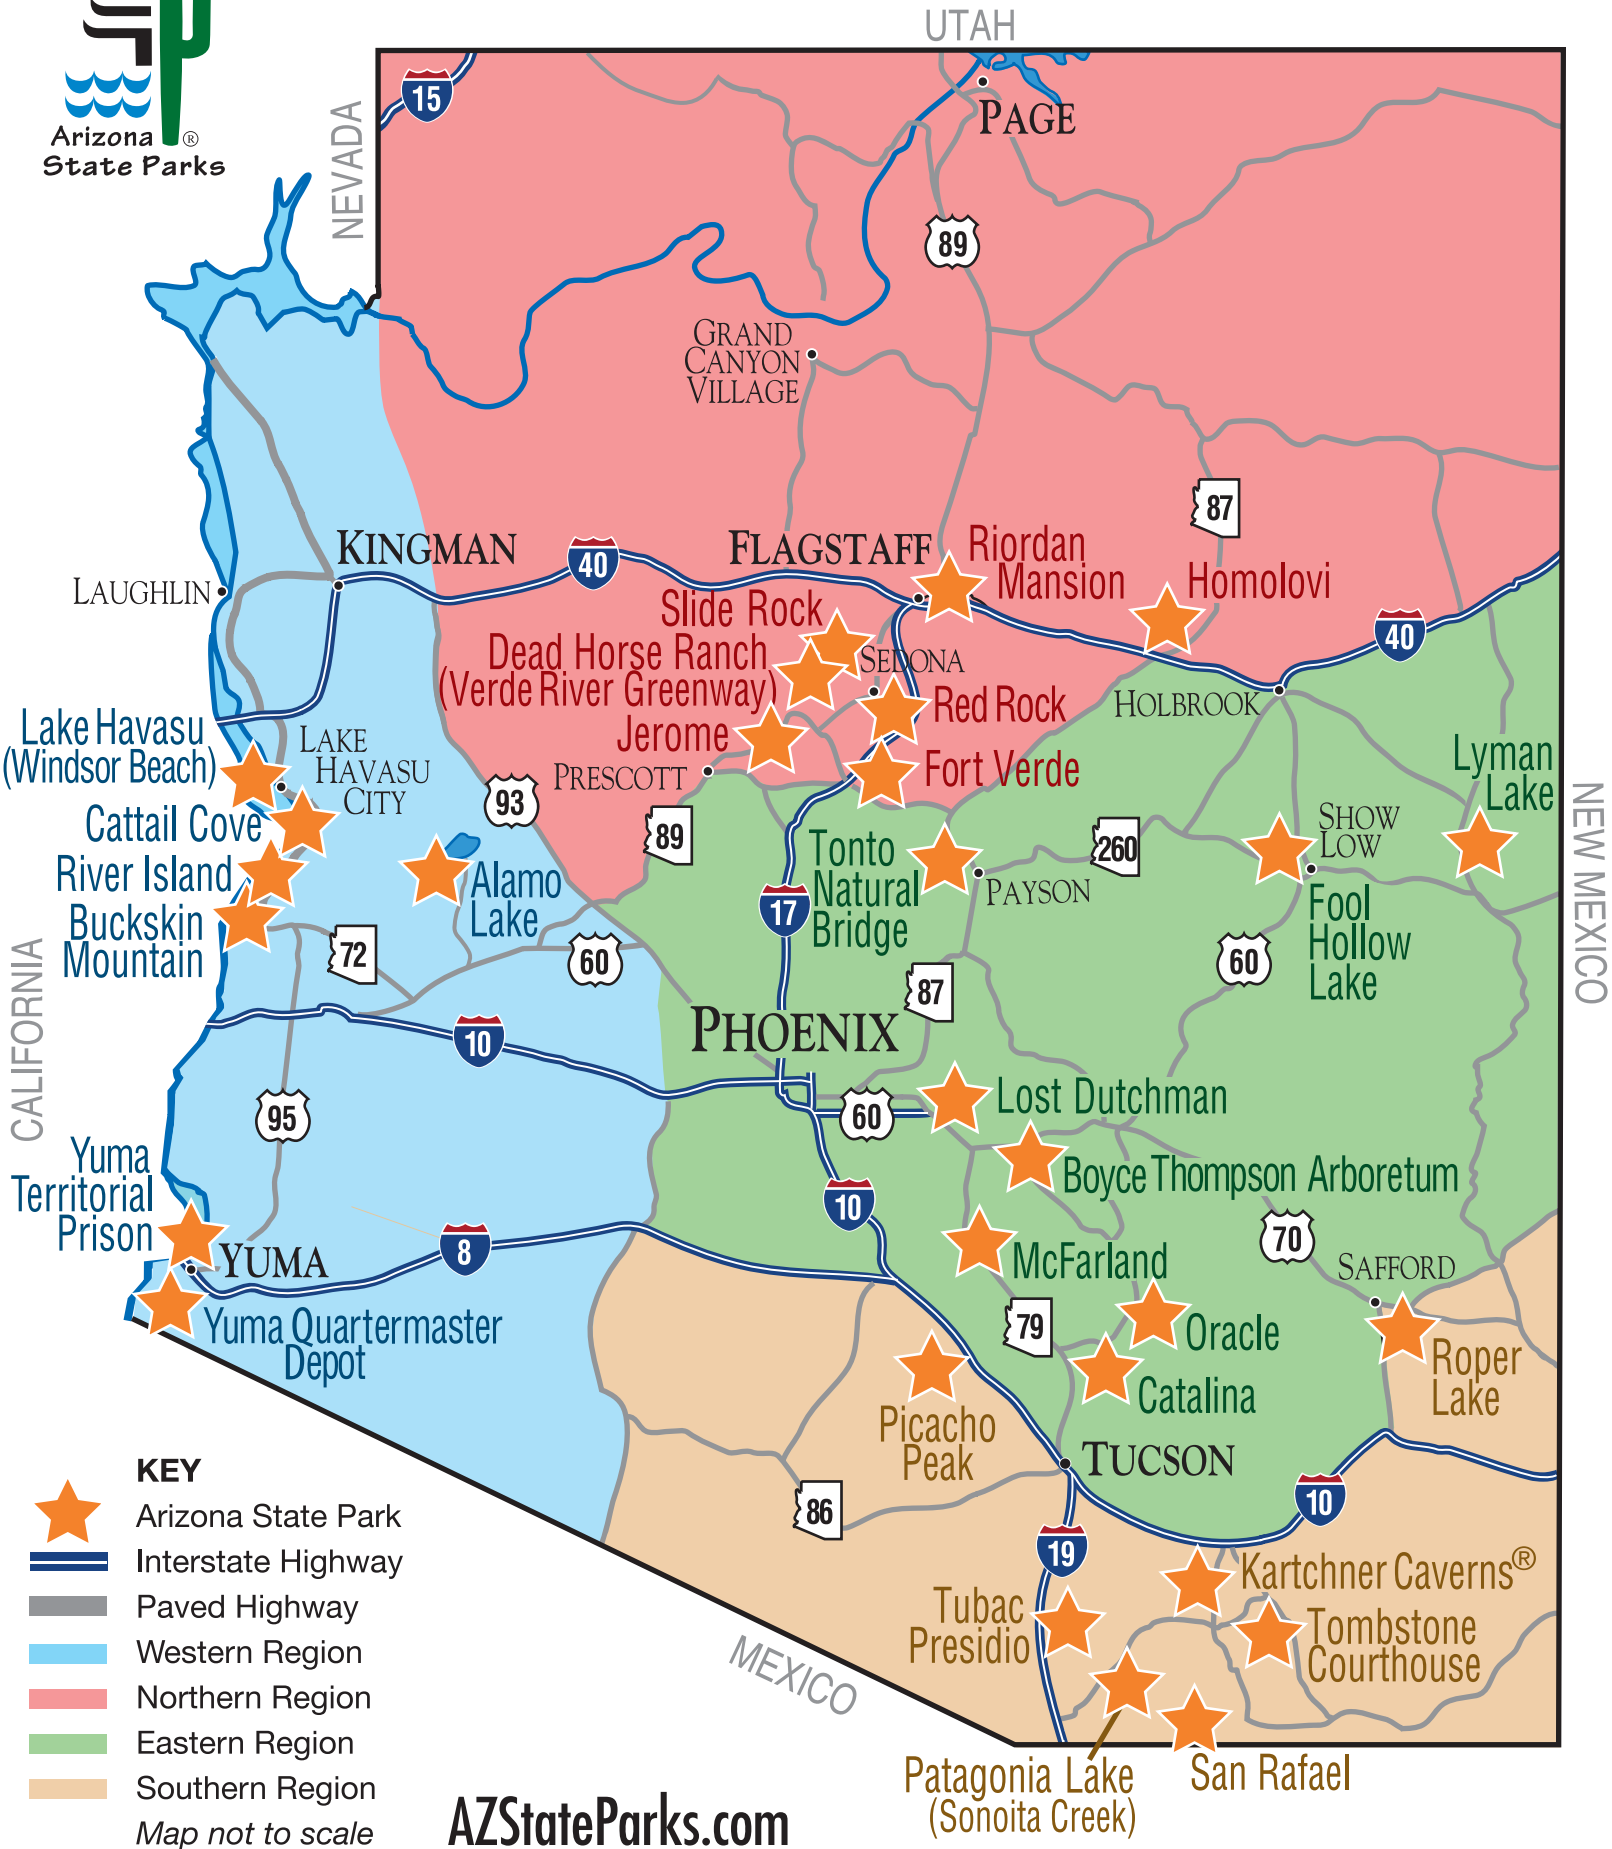 Arizona ®
State Parks
UTAH
NEVADA
15
PAGE
89
GRAND
CANYON
VILLAGE
87
KINGMAN
40
FLAGSTAFF
Riordan
Mansion
Homolovi
LAUGHLIN
Slide Rock
40
Dead Horse Ranch
(Verde River Greenway)
SEDONA
Jerome
Red Rock
HOLBROOK
Lake Havasu
(Windsor Beach)
LAKE
HAVASU
CITY
PRESCOTT
Fort Verde
Lyman
Lake
93
Cattail Cove
89
260
SHOW
LOW
River Island
Alamo
Lake
Tonto
Natural
Bridge
PAYSON
17
Fool
Hollow
Lake
Buckskin
Mountain
72
60
60
87
NEW MEXICO
CALIFORNIA
PHOENIX
10
95
60
Lost Dutchman
Yuma
Territorial
Prison
Boyce Thompson Arboretum
10
70
8
YUMA
McFarland
SAFFORD
Yuma Quartermaster
Depot
79
Oracle
Roper
Lake
Catalina
Picacho
Peak
TUCSON
86
10
19
Kartchner Caverns®
Tubac
Presidio
Tombstone
Courthouse
MEXICO
Patagonia Lake
(Sonoita Creek)
San Rafael
KEY
Arizona State Park
Interstate Highway
Paved Highway
Western Region
Northern Region
Eastern Region
Southern Region
Map not to scale
AZStateParks.com